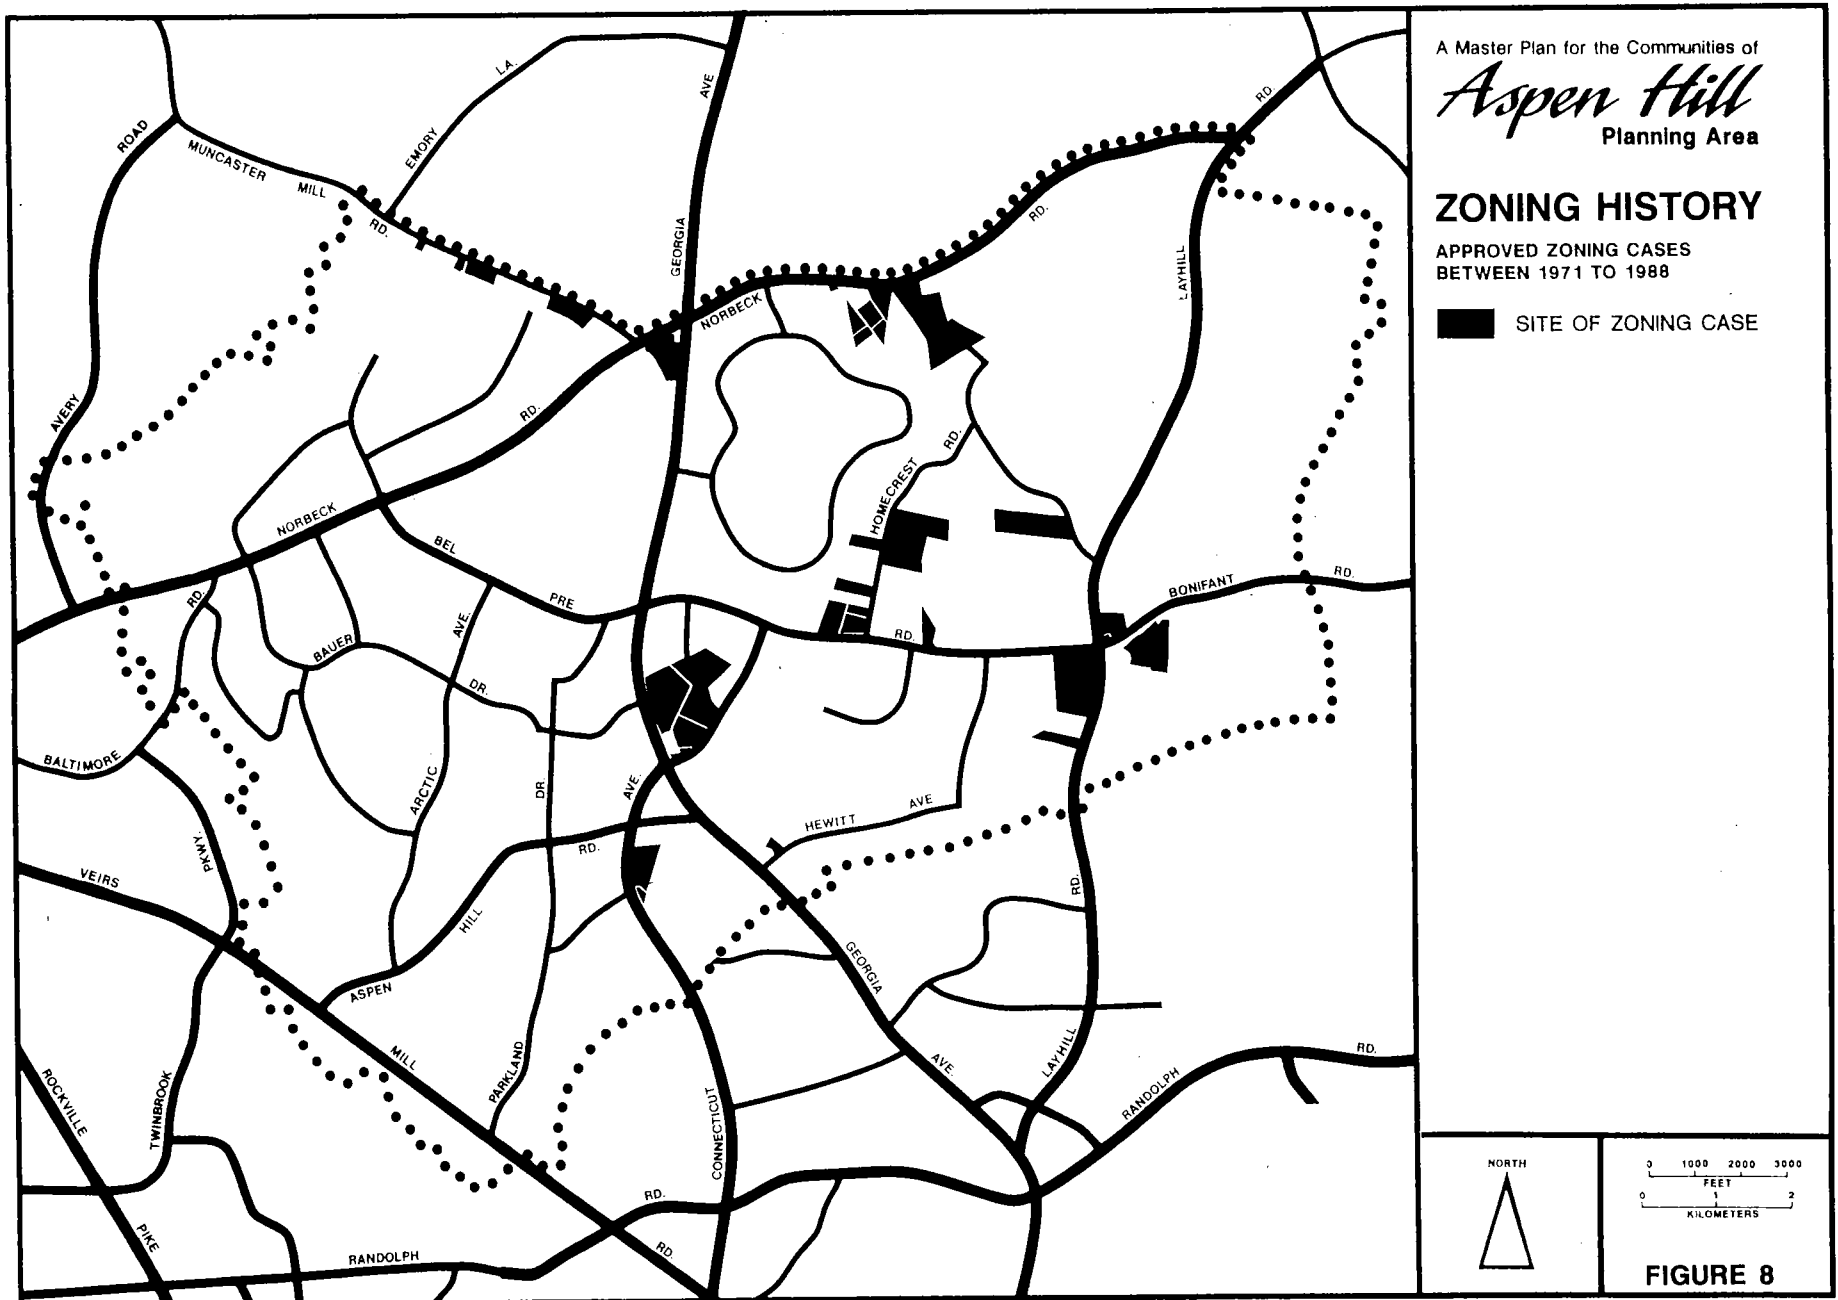 A Master Plan for the Communities of
Aspen Hill
Planning Area
ZONING HISTORY
APPROVED ZONING CASES
BETWEEN 1971 TO 1988
SITE OF ZONING CASE
ROAD
MUNCASTER
MILL
RD.
EMORY
LA.
AVE
GEORGIA
NORBECK
RD.
RD.
LAYHILL
AVERY
RD.
NORBECK
BEL
PRE
RD.
HOMECREST
RD.
BONIFANT
RD.
RD.
BAUER
DR.
AVE.
ARCTIC
DR.
AVE.
BALTIMORE
PKWY.
HEWITT
AVE
RD.
VEIRS
HILL
ASPEN
RD.
GEORGIA
AVE.
MILL
PARKLAND
CONNECTICUT
LAYHILL
RANDOLPH
RD.
ROCKVILLE
PIKE
TWINBROOK
RANDOLPH
RD.
RD.
NORTH
0 1000 2000 3000
FEET
0 1 2
KILOMETERS
FIGURE 8